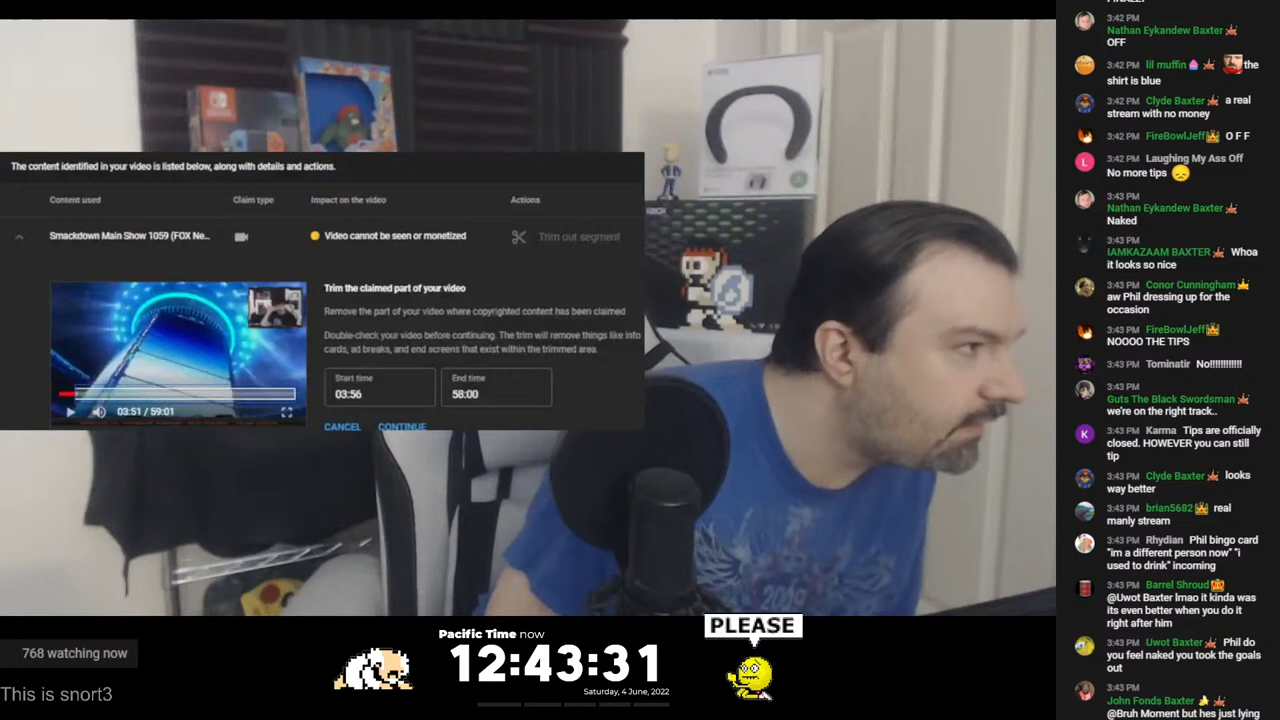 3:42 PM
Nathan Eykandew Baxter
OFF
3:42 PM lil muffin the
shirt is blue
3:42 PM Clyde Baxter a real
stream with no money
3:42 PM FireBowlJeff O F F
3:42 PM Laughing My Ass Off
No more tips
3:43 PM
Nathan Eykandew Baxter
Naked
3:43 PM
IAMKAZAAM BAXTER Whoa
it looks so nice
3:43 PM Conor Cunningham
aw Phil dressing up for the
occasion
3:43 PM FireBowlJeff
NOOOO THE TIPS
3:43 PM Tominatir No!!!!!!!!!!!!
3:43 PM
Guts The Black Swordsman
we're on the right track..
3:43 PM Karma Tips are officially
closed. HOWEVER you can still
tip
3:43 PM Clyde Baxter looks
way better
3:43 PM brian5682 real
manly stream
3:43 PM Rhydian Phil bingo card
"im a different person now" "i
used to drink" incoming
3:43 PM Barrel Shroud
@Uwot Baxter lmao it kinda was
its even better when you do it
right after him
3:43 PM Uwot Baxter Phil do
you feel naked you took the goals
out
3:43 PM
John Fonds Baxter
@Bruh Moment but hes just lying
The content identified in your video is listed below, along with details and actions.
Content used Claim type Impact on the video Actions
Smackdown Main Show 1059 (FOX Ne... Video cannot be seen or monetized Trim out segment
Trim the claimed part of your video
Remove the part of your video where copyrighted content has been claimed
Double-check your video before continuing. The trim will remove things like info
cards, ad breaks, and end screens that exist within the trimmed area
Start time End time
03:56 58:00
03:51 / 59:01
CANCEL CONTINUE
XBOX
PLEASE
Pacific Time now
12:43:31
Saturday, 4 June, 2022
768 watching now
This is snort3